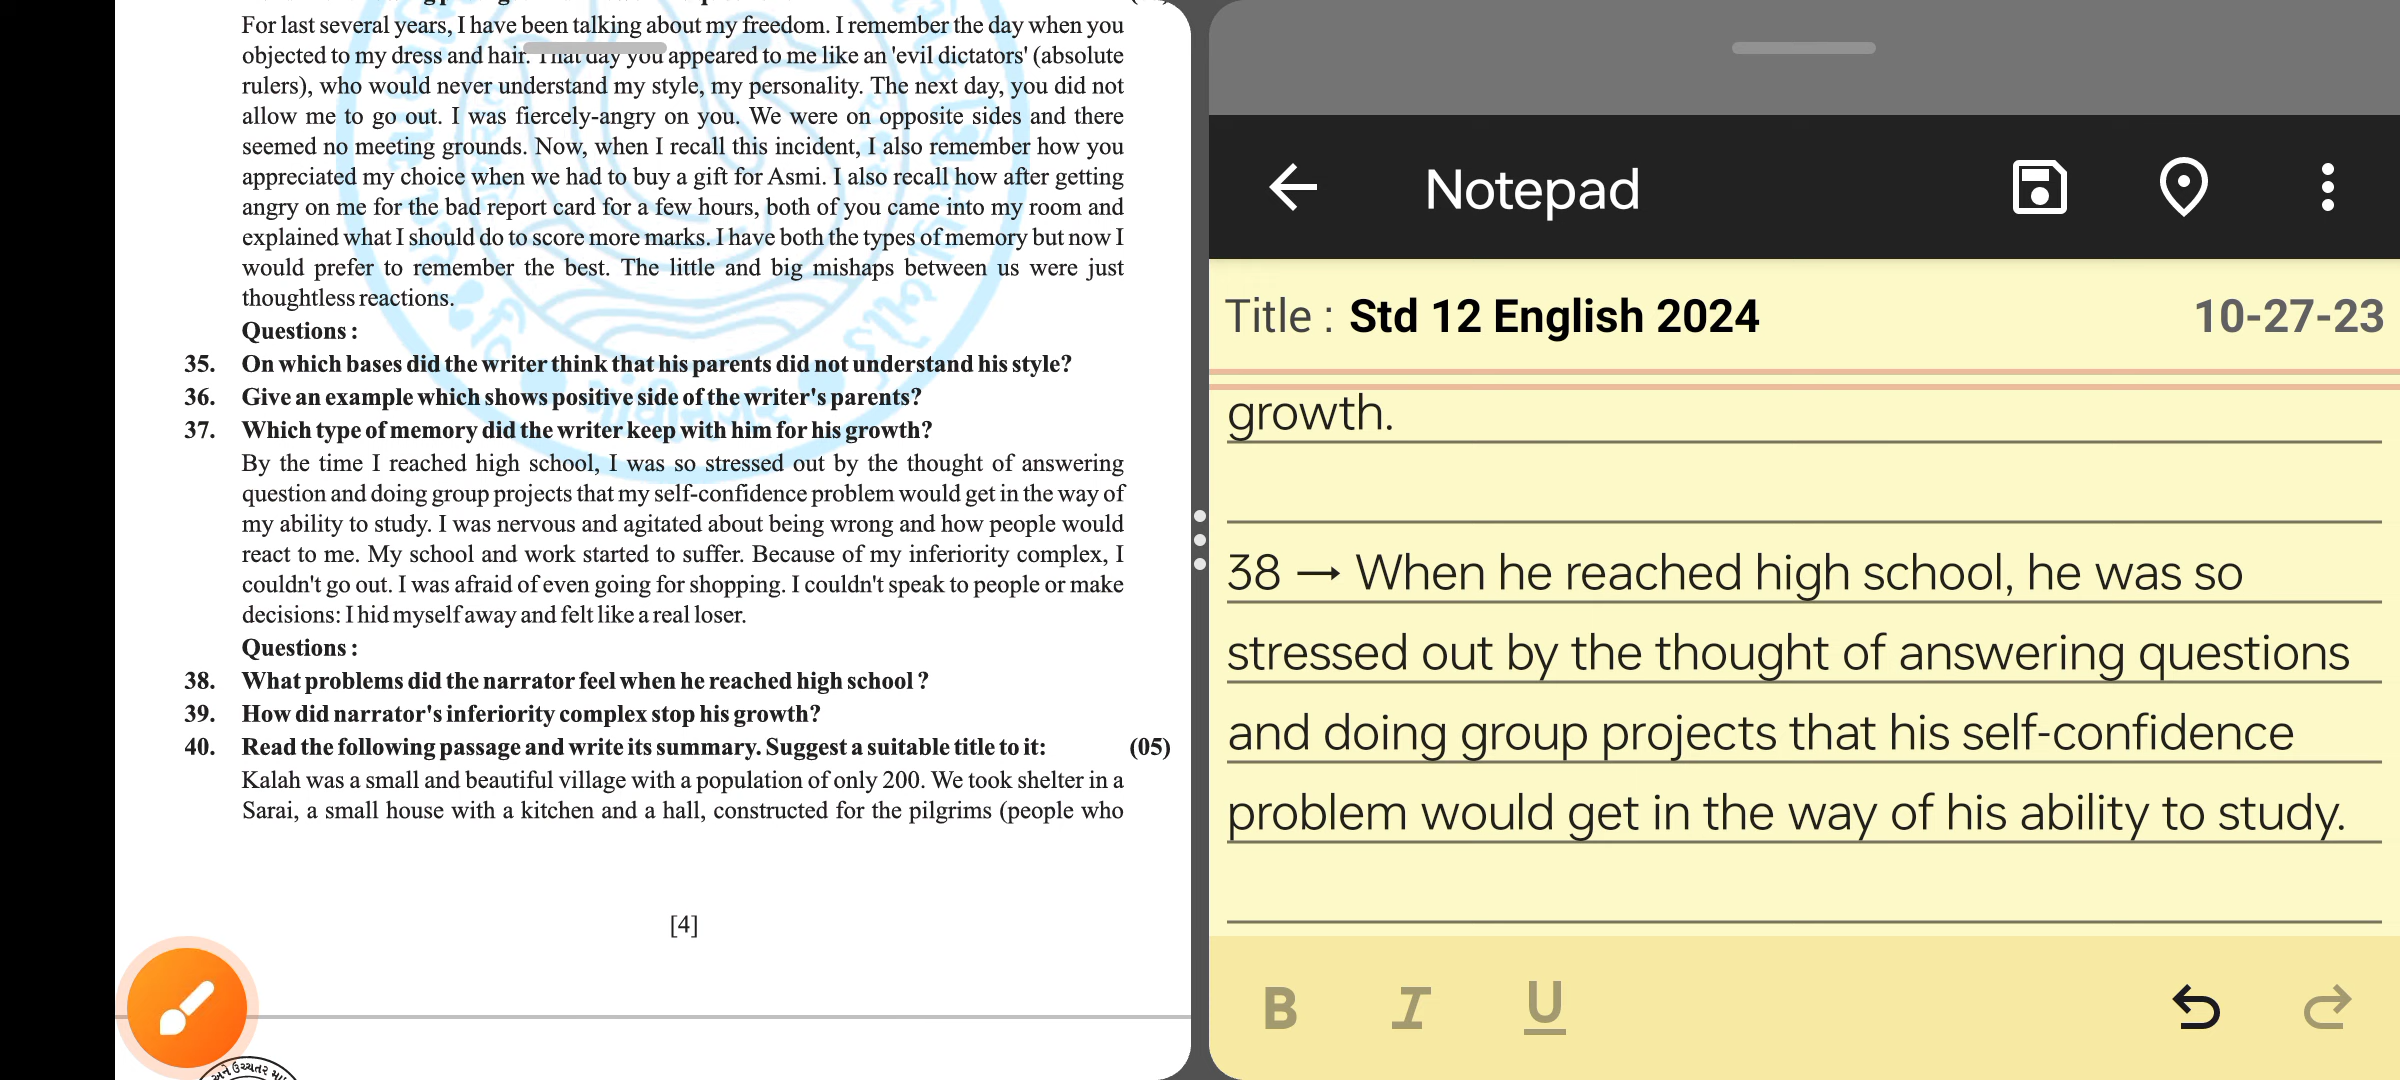 For last several years, I have been talking about my freedom. I remember the day when you
objected to my dress and hair. That day you appeared to me like an 'evil dictators' (absolute
rulers), who would never understand my style, my personality. The next day, you did not
allow me to go out. I was fiercely-angry on you. We were on opposite sides and there
seemed no meeting grounds. Now, when I recall this incident, I also remember how you
appreciated my choice when we had to buy a gift for Asmi. I also recall how after getting
angry on me for the bad report card for a few hours, both of you came into my room and
explained what I should do to score more marks. I have both the types of memory but now I
would prefer to remember the best. The little and big mishaps between us were just
thoughtless reactions.
Questions :
35. On which bases did the writer think that his parents did not understand his style?
36. Give an example which shows positive side of the writer's parents?
37. Which type of memory did the writer keep with him for his growth?
By the time I reached high school, I was so stressed out by the thought of answering
question and doing group projects that my self-confidence problem would get in the way of
my ability to study. I was nervous and agitated about being wrong and how people would
react to me. My school and work started to suffer. Because of my inferiority complex, I
couldn't go out. I was afraid of even going for shopping. I couldn't speak to people or make
decisions: I hid myself away and felt like a real loser.
Questions :
38. What problems did the narrator feel when he reached high school ?
39. How did narrator's inferiority complex stop his growth?
40. Read the following passage and write its summary. Suggest a suitable title to it: (05)
Kalah was a small and beautiful village with a population of only 200. We took shelter in a
Sarai, a small house with a kitchen and a hall, constructed for the pilgrims (people who
[4]
Notepad
Title : Std 12 English 2024 10-27-23
growth.
38 → When he reached high school, he was so
stressed out by the thought of answering questions
and doing group projects that his self-confidence
problem would get in the way of his ability to study.
B I U